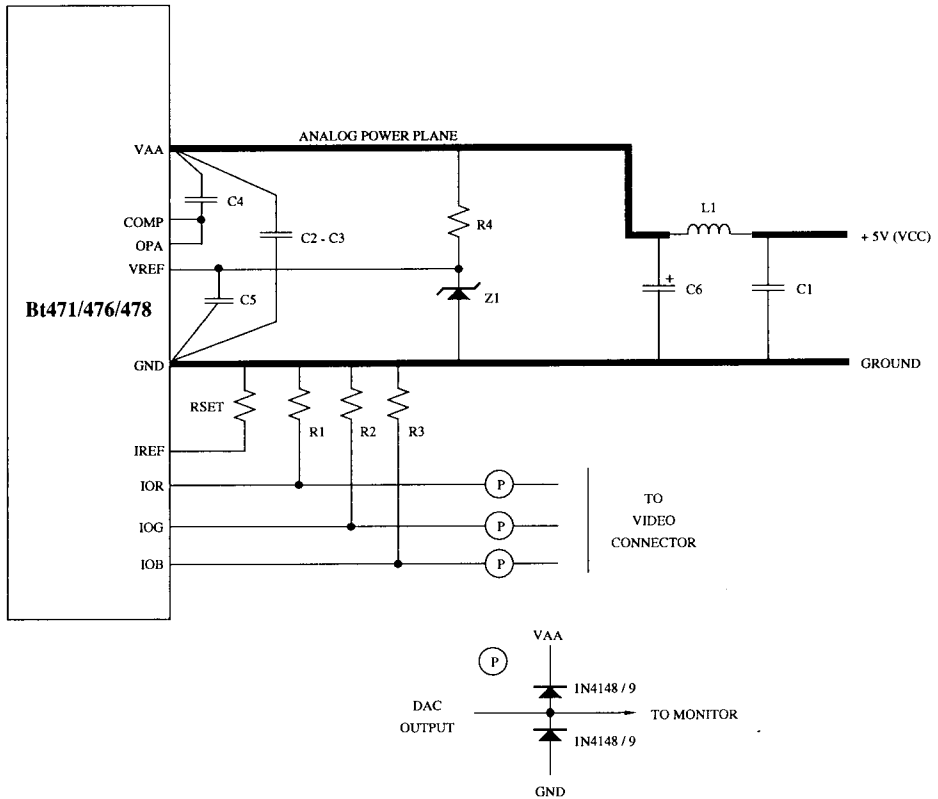 ANALOG POWER PLANE
VAA
C4
COMP
OPA
C2 - C3
R4
L1
+ 5V (VCC)
VREF
C5
Z1
+
C6
C1
Bt471/476/478
GND
GROUND
RSET
R1
R2
R3
IREF
IOR
P
IOG
P
IOB
P
TO
VIDEO
CONNECTOR
VAA
P
1N4148 / 9
DAC
OUTPUT
TO MONITOR
1N4148 / 9
GND